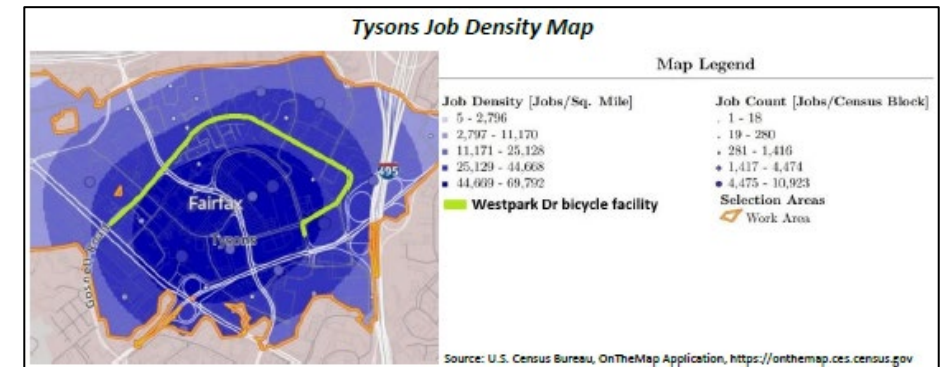 Tysons Job Density Map
Fairfax
Tysons
495
Map Legend
Job Density [Jobs/Sq. Mile]
5 - 2,796
2,797 - 11,170
11,171 - 25,128
25,129 - 44,668
44,669 - 69,792
Westpark Dr bicycle facility
Job Count [Jobs/Census Block]
1 - 18
19 - 280
281 - 1,416
1,417 - 4,474
4,475 - 10,923
Selection Areas
Work Area
Source: U.S. Census Bureau, OnTheMap Application, https://onthemap.ces.census.gov